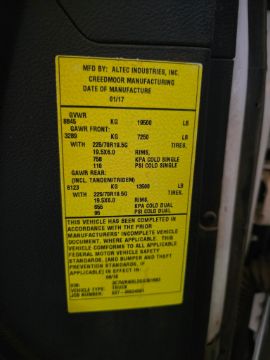 MFD BY: ALTEC INDUSTRIES, INC.
CREEDMOOR MANUFACTURING
DATE OF MANUFACTURE
01/17
GVWR
8845 KG 19500 LB
GAWR FRONT:
3289 KG 7250 LB
WITH 225/70R19.5G TIRES,
19.5X6.0 RIMS,
758 KPA COLD SINGLE
110 PSI COLD SINGLE
GAWR REAR:
(INC. TANDEM/TRIDEM)
6123 KG 13500 LB
WITH 225/70R19.5G TIRES,
19.5X6.0 RIMS,
655 KPA COLD DUAL
95 PSI COLD DUAL
THIS VEHICLE HAS BEEN COMPLETED IN
ACCORDANCE WITH THE PRIOR
MANUFACTURERS' INCOMPLETE VEHICLE
DOCUMENT, WHERE APPLICABLE. THIS
VEHICLE CONFORMS TO ALL APPLICABLE
FEDERAL MOTOR VEHICLE SAFETY
STANDARDS, [AND BUMPER AND THEFT
PREVENTION STANDARDS, IF
APPLICABLE] IN EFFECT IN:
VIN:
VEHICLE TYPE: TRUCK
JOB NUMBER: